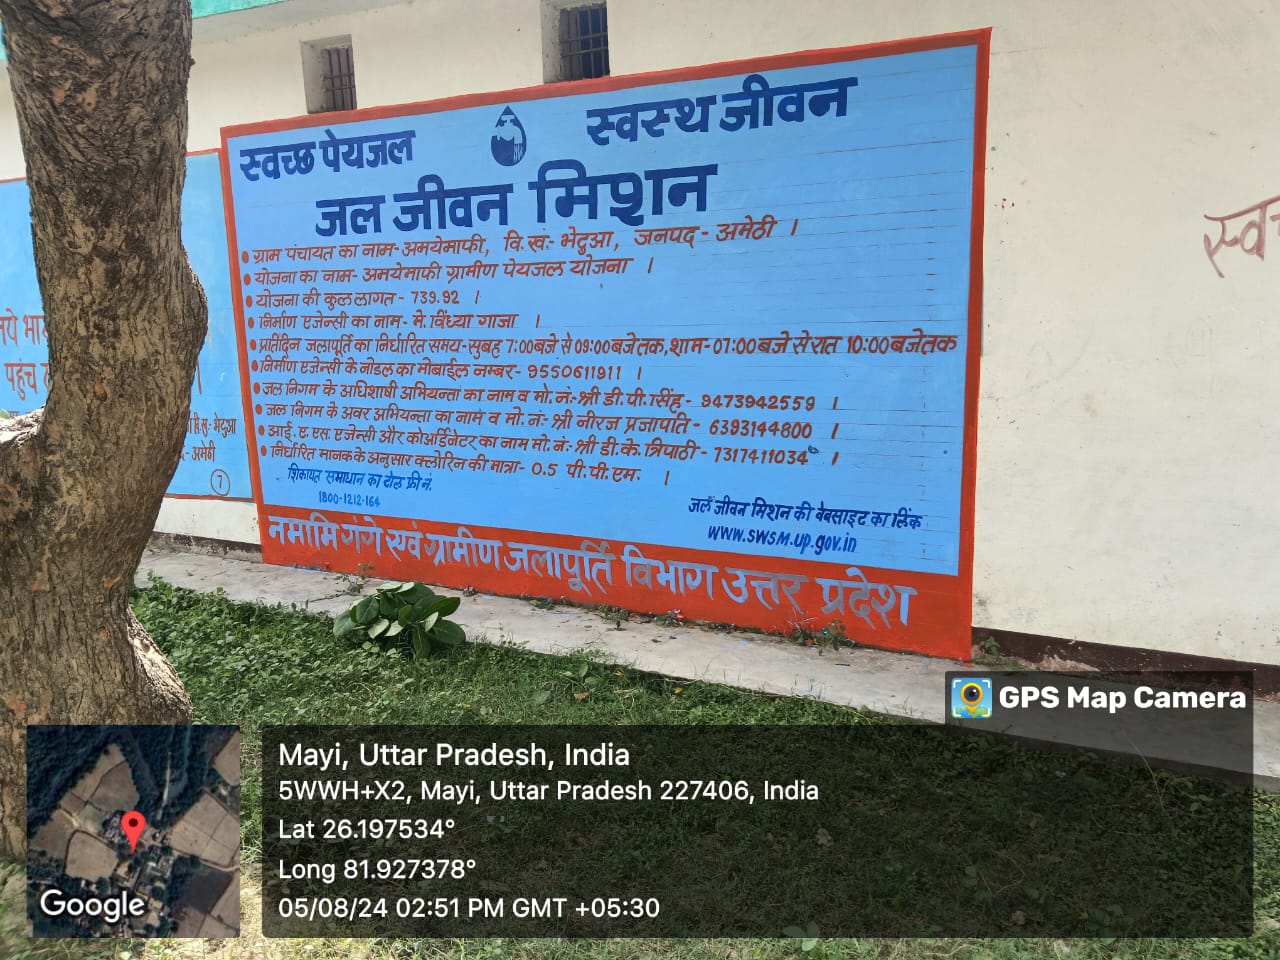 स्वच्छ पेयजल
स्वस्थ जीवन
जल जीवन मिशन
• ग्राम पंचायत का नाम- अमयेमाफी, वि. खं:- भेटुआ, जनपद - अमेठी ।
• योजना का नाम- अमयेमाफी ग्रामीण पेयजल योजना ।
• योजना की कुल लागत - 739.92 ।
• निर्माण एजेन्सी का नाम - मे. विंध्या गाजा ।
• प्रतिदिन जलापूर्ति का निर्धारित समय-सुबह 7:00 बजे से 09:00 बजे तक, शाम- 07:00 बजे से रात 10:00 बजे तक
• निर्माण एजेन्सी के नोडल का मोबाईल नम्बर- 9550611911 ।
• जल निगम के अधिशाषी अभियन्ता का नाम व मो. नं:- श्री डी. पी. सिंह - 9473942559 ।
• जल निगम के अवर अभियन्ता का नाम व मो. नं:- श्री नीरज प्रजापति - 6393144800 ।
• आई. ए. एस. एजेन्सी और कोआर्डिनेटर का नाम मो. नं:- श्री डी. के. त्रिपाठी - 7317411034 ।
• निर्धारित मानक के अनुसार क्लोरिन की मात्रा- 0.5 पी. पी. एम. ।
शिकायत समाधान का टोल फ्री नं.
1800-1212-164
जल जीवन मिशन की वेबसाइट का लिंक
www.swsm.up.gov.in
नमामि गंगे एवं ग्रामीण जलापूर्ति विभाग उत्तर प्रदेश
पहुंच
भेटुआ
- अमेठी
7
GPS Map Camera
Mayi, Uttar Pradesh, India
5WWH+X2, Mayi, Uttar Pradesh 227406, India
Lat 26.197534°
Long 81.927378°
05/08/24 02:51 PM GMT +05:30
Google